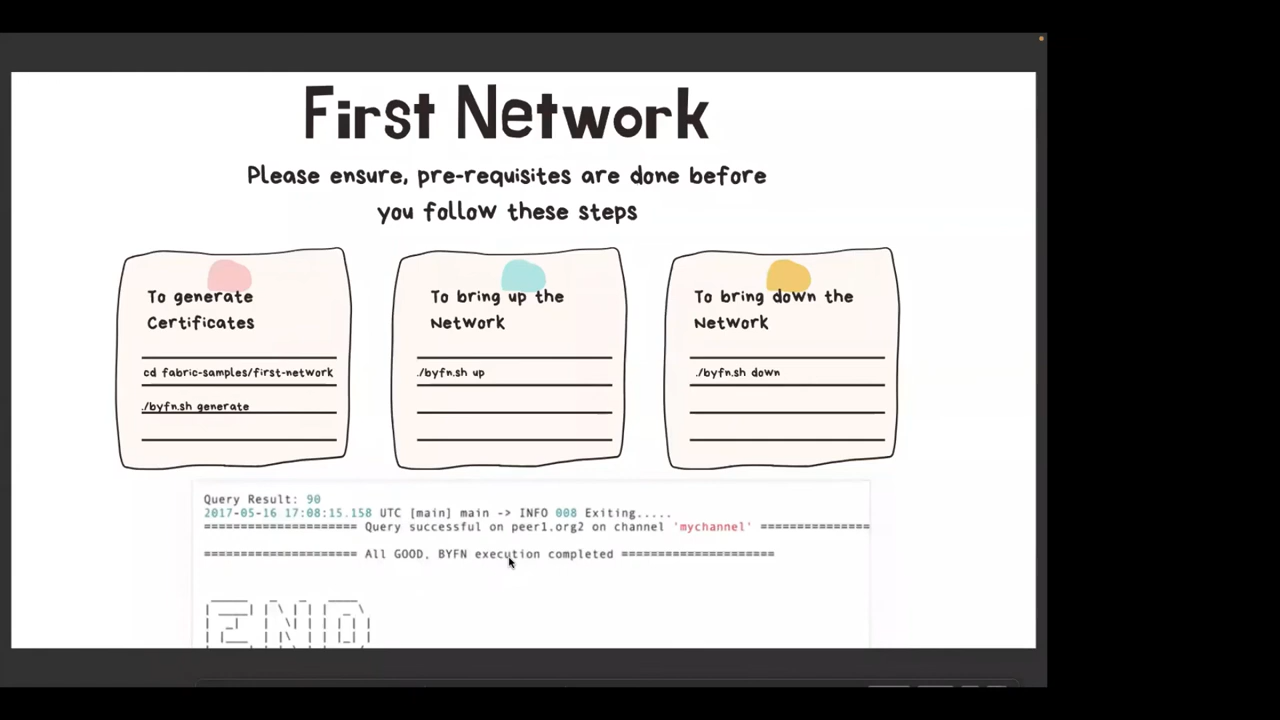 First Network
Please ensure, pre-requisites are done before
you follow these steps
To generate
Certificates
cd fabric-samples/first-network
./byfn.sh generate
To bring up the
Network
./byfn.sh up
To bring down the
Network
./byfn.sh down
Query Result: 90
2017-05-16 17:08:15.158 UTC [main] main -> INFO 008 Exiting.....
===================== Query successful on peer1.org2 on channel 'mychannel' ===============
===================== All GOOD, BYFN execution completed =====================
END